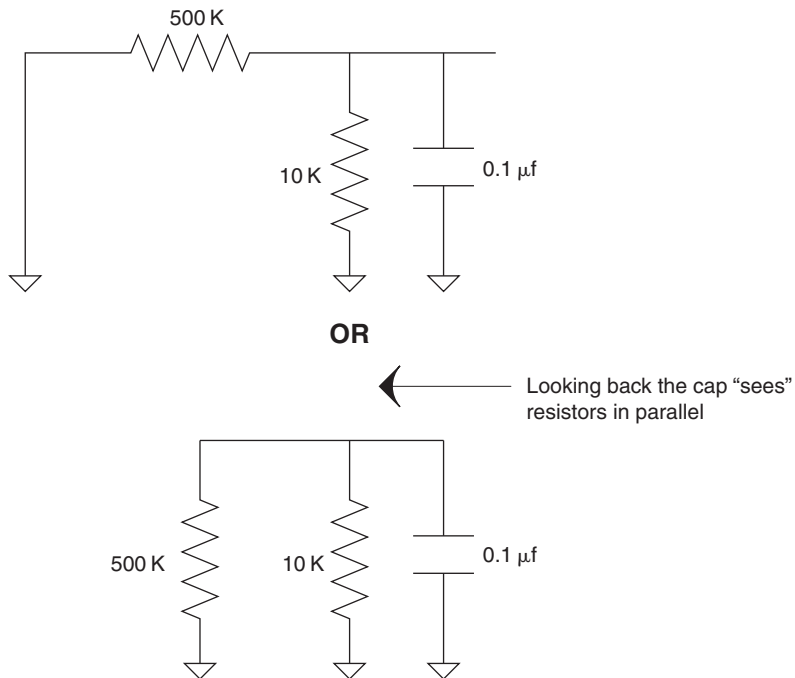 500 K
10 K
0.1 μf
OR
Looking back the cap “sees”
resistors in parallel
500 K
10 K
0.1 μf